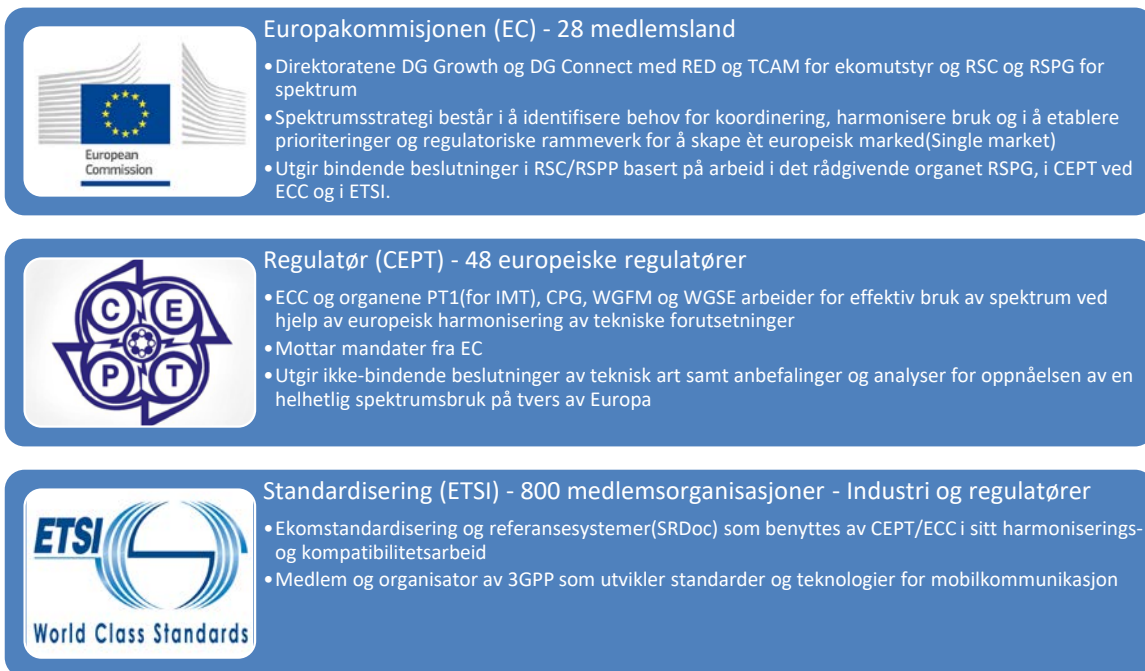 European
Commission
Europakommisjonen (EC) - 28 medlemsland
•Direktoratene DG Growth og DG Connect med RED og TCAM for ekomutstyr og RSC og RSPG for
spektrum
•Spektrumsstrategi består i å identifisere behov for koordinering, harmonisere bruk og i å etablere
prioriteringer og regulatoriske rammeverk for å skape èt europeisk marked(Single market)
•Utgir bindende beslutninger i RSC/RSPP basert på arbeid i det rådgivende organet RSPG, i CEPT ved
ECC og i ETSI.
C E
P T
Regulatør (CEPT) - 48 europeiske regulatører
•ECC og organene PT1(for IMT), CPG, WGFM og WGSE arbeider for effektiv bruk av spektrum ved
hjelp av europeisk harmonisering av tekniske forutsetninger
•Mottar mandater fra EC
•Utgir ikke-bindende beslutninger av teknisk art samt anbefalinger og analyser for oppnåelsen av en
helhetlig spektrumsbruk på tvers av Europa
ETSI
World Class Standards
Standardisering (ETSI) - 800 medlemsorganisasjoner - Industri og regulatører
•Ekomstandardisering og referansesystemer(SRDoc) som benyttes av CEPT/ECC i sitt harmoniserings-
og kompatibilitetsarbeid
•Medlem og organisator av 3GPP som utvikler standarder og teknologier for mobilkommunikasjon